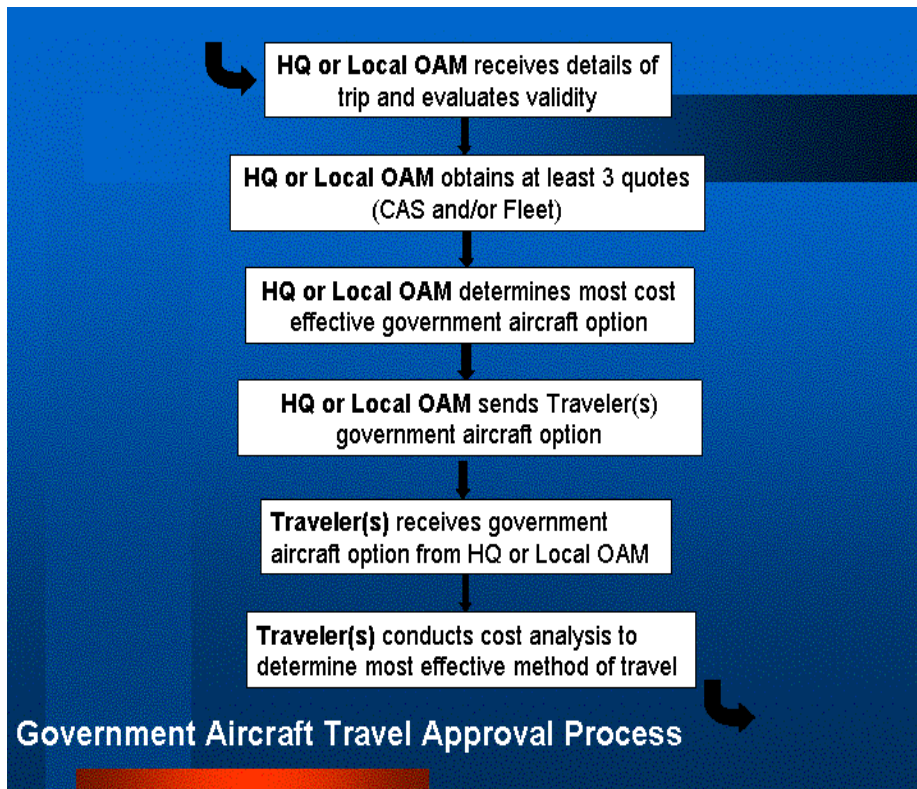 HQ or Local OAM receives details of
trip and evaluates validity
HQ or Local OAM obtains at least 3 quotes
(CAS and/or Fleet)
HQ or Local OAM determines most cost
effective government aircraft option
HQ or Local OAM sends Traveler(s)
government aircraft option
Traveler(s) receives government
aircraft option from HQ or Local OAM
Traveler(s) conducts cost analysis to
determine most effective method of travel
Government Aircraft Travel Approval Process